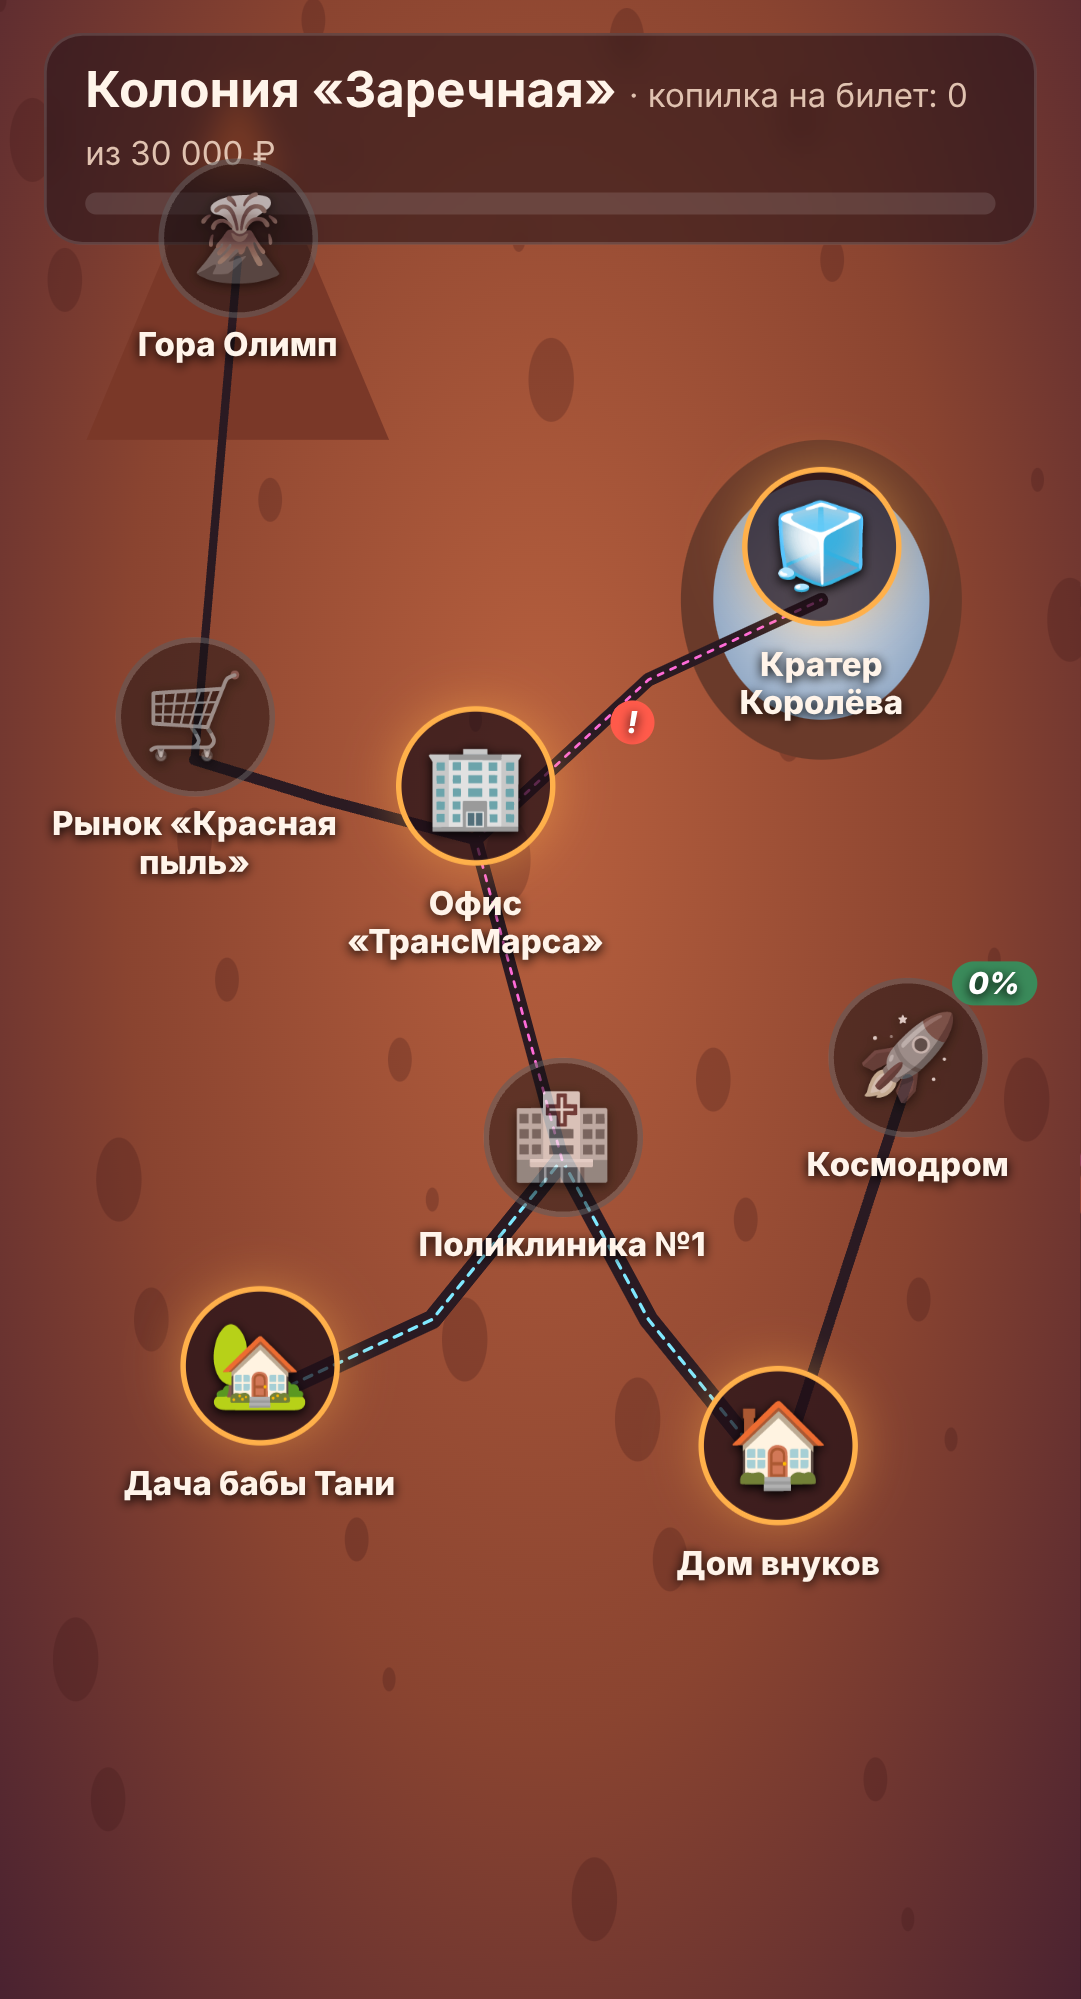 Колония «Заречная» · копилка на билет: 0
из 30 000 ₽
Гора Олимп
Кратер
Королёва
!
Рынок «Красная
пыль»
Офис
«ТрансМарса»
0%
Космодром
Поликлиника №1
Дача бабы Тани
Дом внуков